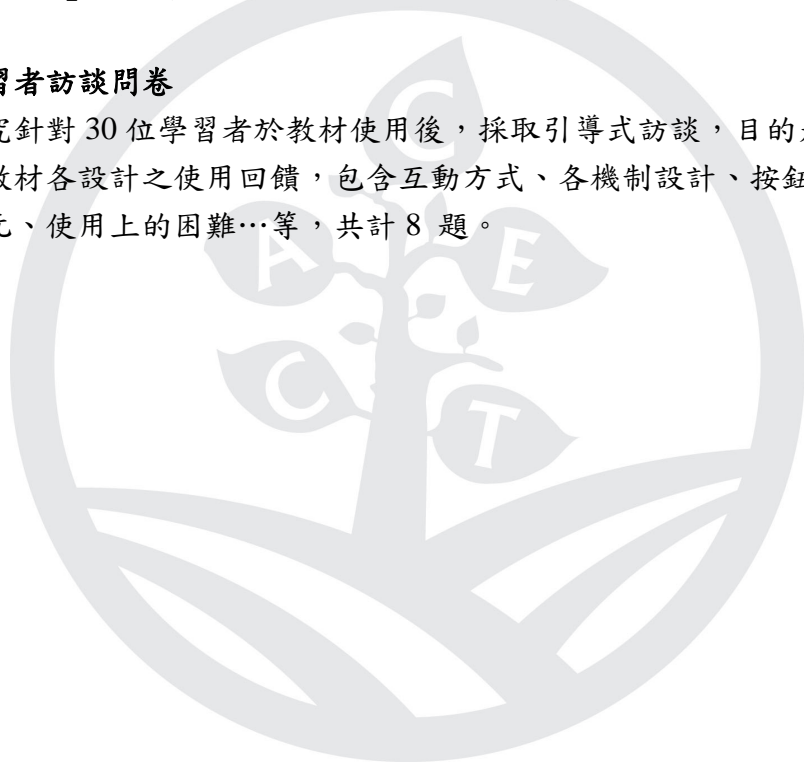 習者訪談問卷
究針對 30 位學習者於教材使用後，採取引導式訪談，目的
教材各設計之使用回饋，包含互動方式、各機制設計、按鈕
元、使用上的困難…等，共計 8 題。
C
A
E
C
T